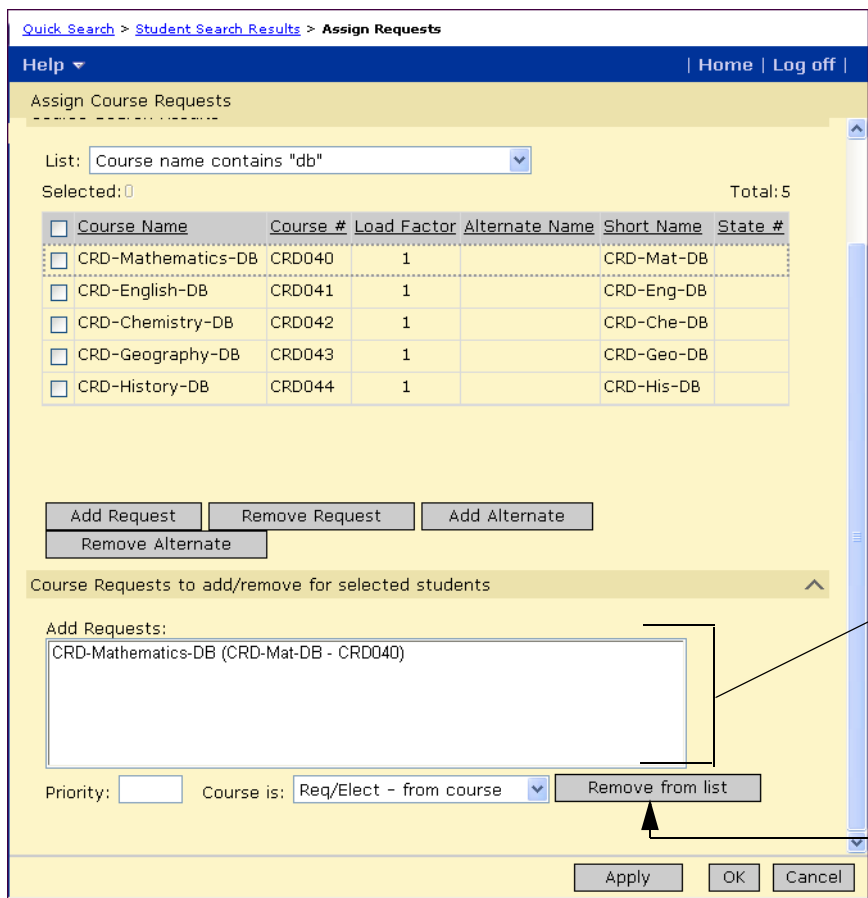 Quick Search > Student Search Results > Assign Requests
Help | Home | Log off |
Assign Course Requests
List: Course name contains "db"
Selected:0 Total:5
Course Name Course # Load Factor Alternate Name Short Name State #
CRD-Mathematics-DB CRD040 1 CRD-Mat-DB
CRD-English-DB CRD041 1 CRD-Eng-DB
CRD-Chemistry-DB CRD042 1 CRD-Che-DB
CRD-Geography-DB CRD043 1 CRD-Geo-DB
CRD-History-DB CRD044 1 CRD-His-DB
Add Request Remove Request Add Alternate
Remove Alternate
Course Requests to add/remove for selected students
Add Requests:
CRD-Mathematics-DB (CRD-Mat-DB - CRD040)
Priority: Course is: Req/Elect - from course Remove from list
Apply OK Cancel